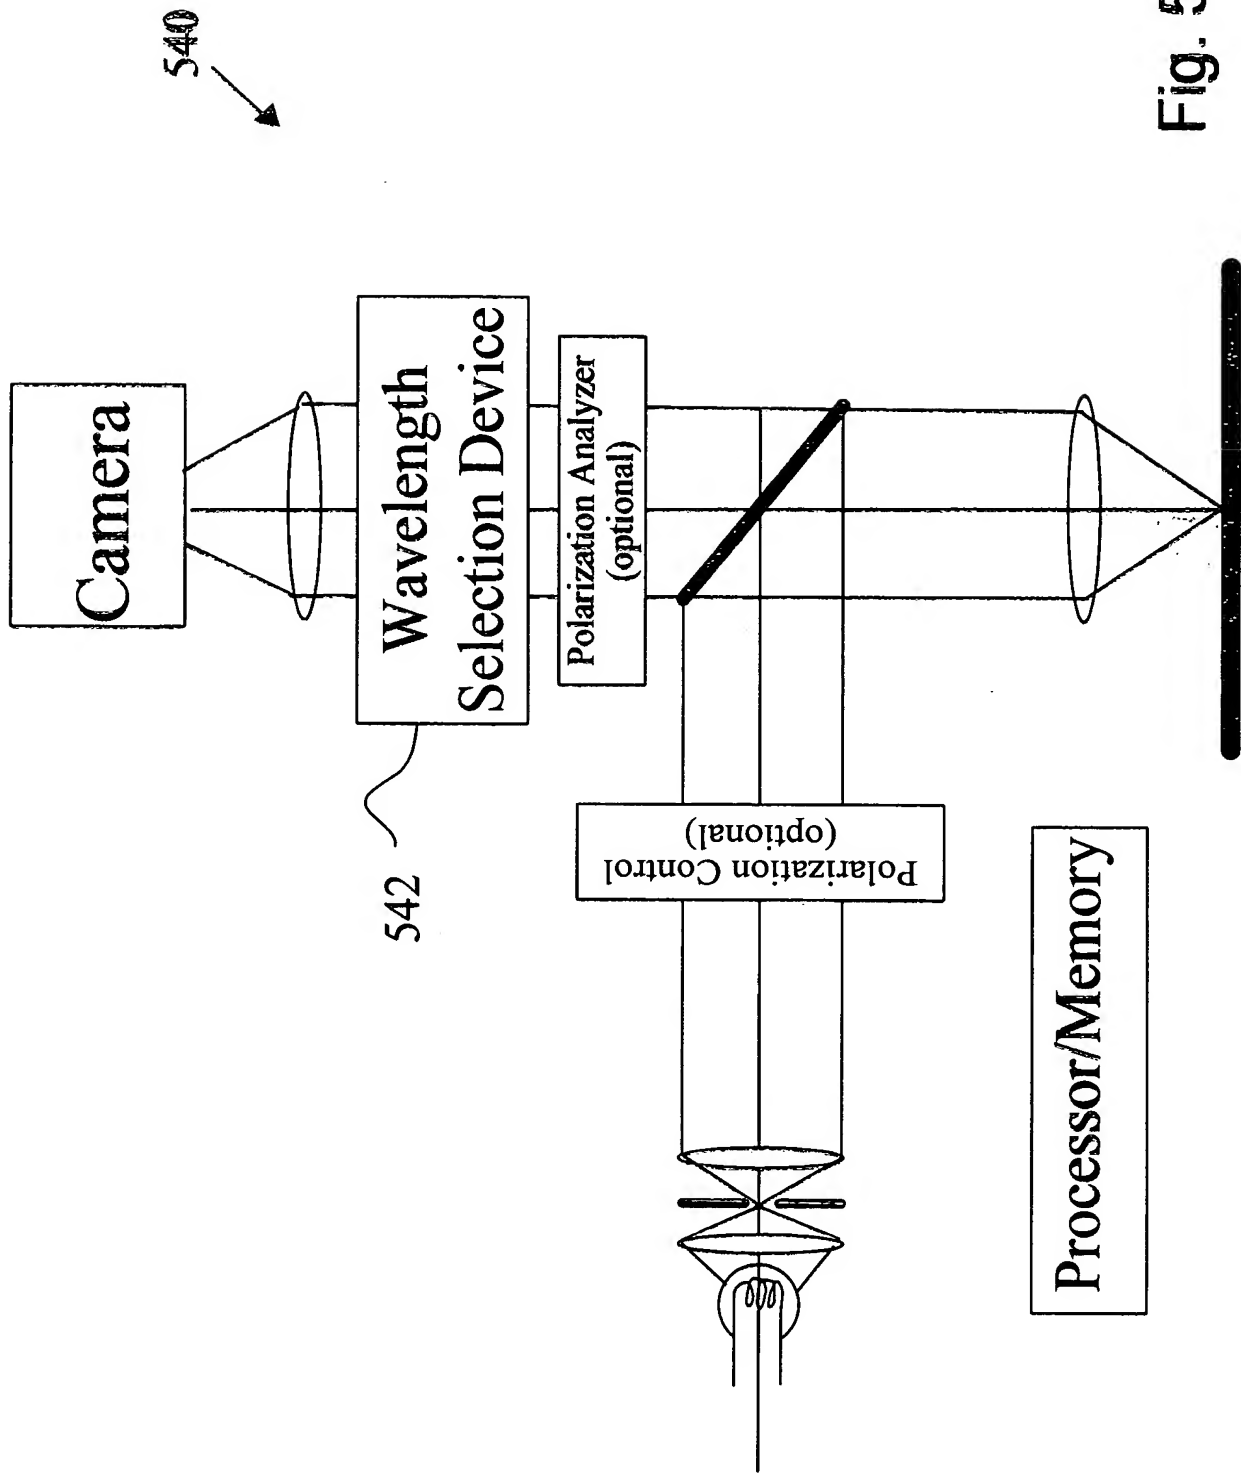 540
Camera
Wavelength
Selection Device
Polarization Analyzer
(optional)
542
Polarization Control
(optional)
Processor/Memory
Fig. 5